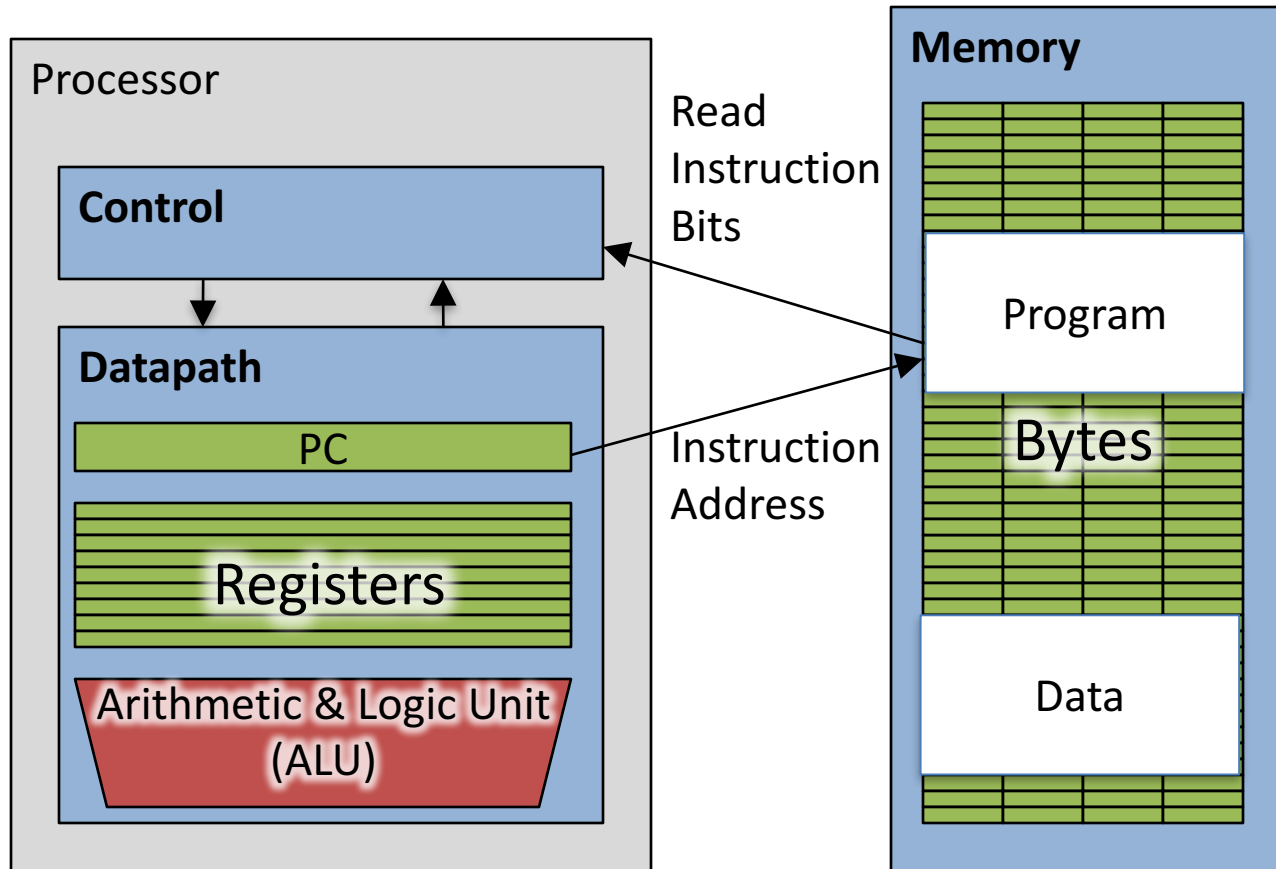 Processor
Control
Datapath
PC
Registers
Arithmetic & Logic Unit
(ALU)
Read
Instruction
Bits
Instruction
Address
Memory
Program
Bytes
Data